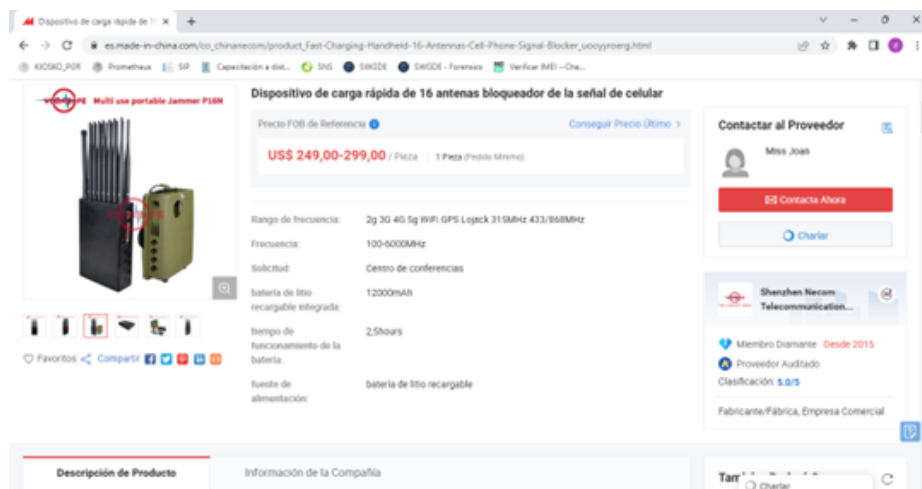 Dispositivo de carga rápida de 1
es.made-in-china.com/co_chinanecom/product_Fast-Charging-Handheld-16-Antennas-Cell-Phone-Signal-Blocker_uooyyroerg.html
KIOSKO_PGR Prometheus SIP Capacitación a dist... SNS SIWGDE SIWGDE - Forensics Verificar IMEI --Che...
Multi use portable Jammer P16N
Dispositivo de carga rápida de 16 antenas bloqueador de la señal de celular
Precio FOB de Referencia
Conseguir Precio Último >
US$ 249,00-299,00 / Pieza 1 Pieza (Pedido Mínimo)
Rango de frecuencia: 2g 3G 4G 5g WiFi GPS Lojack 315MHz 433/868MHz
Frecuencia: 100-6000MHz
Solicitud: Centro de conferencias
batería de litio
recargable integrada: 12000mAh
tiempo de
funcionamiento de la
batería: 2,5hours
fuente de
alimentación: batería de litio recargable
Favoritos Compartir
Contactar al Proveedor
Miss Joan
Contacta Ahora
Charlar
Shenzhen Necom
Telecommunication...
Miembro Diamante Desde 2015
Proveedor Auditado
Clasificación: 5.0/5
Fabricante/Fábrica, Empresa Comercial
Descripción de Producto
Información de la Compañía
Charlar